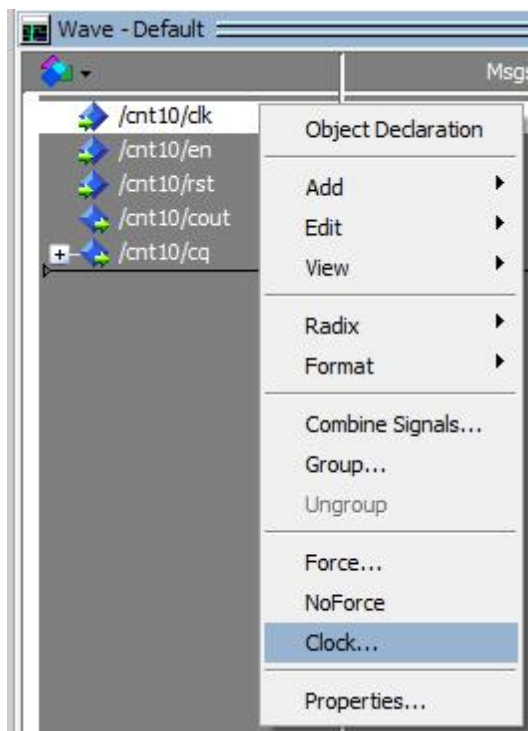 Wave - Default
Msgs
/cnt10/clk
/cnt10/en
/cnt10/rst
/cnt10/cout
/cnt10/cq
Object Declaration
Add
Edit
View
Radix
Format
Combine Signals...
Group...
Ungroup
Force...
NoForce
Clock...
Properties...